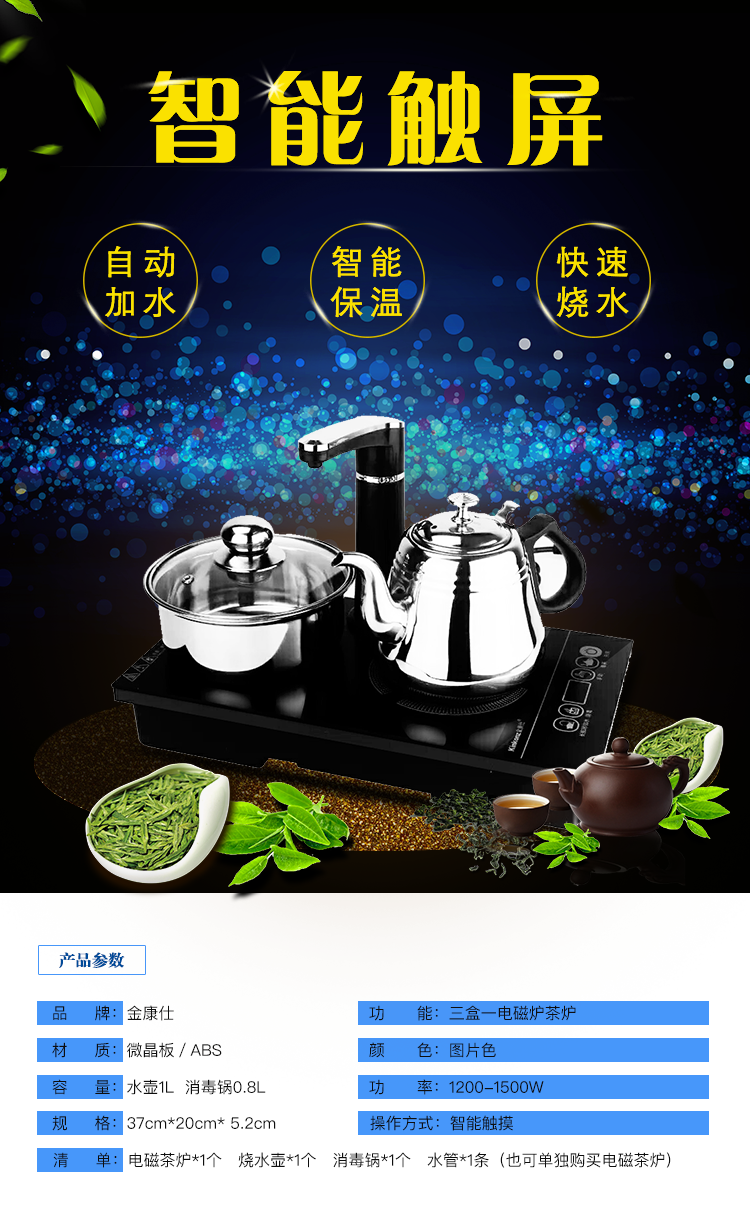 智能触屏
自动
加水
智能
保温
快速
烧水
Kinkanz
产品参数
品 牌：金康仕
功 能：三盒一电磁炉茶炉
材 质：微晶板 / ABS
颜 色：图片色
容 量：水壶1L 消毒锅0.8L
功 率：1200-1500W
规 格：37cm*20cm* 5.2cm
操作方式：智能触摸
清 单：电磁茶炉*1个 烧水壶*1个 消毒锅*1个 水管*1条（也可单独购买电磁茶炉）